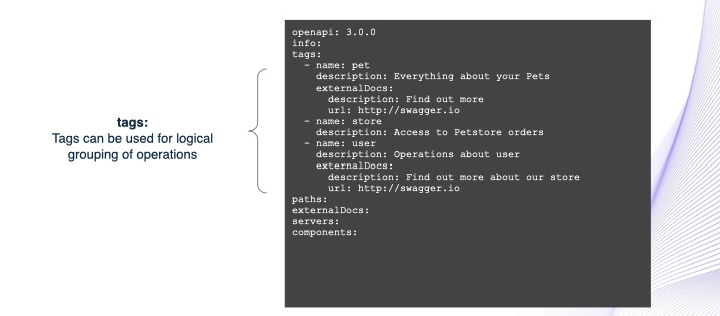 tags:
Tags can be used for logical
grouping of operations
openapi: 3.0.0
info:
tags:
  - name: pet
    description: Everything about your Pets
    externalDocs:
      description: Find out more
      url: http://swagger.io
  - name: store
    description: Access to Petstore orders
  - name: user
    description: Operations about user
    externalDocs:
      description: Find out more about our store
      url: http://swagger.io
paths:
externalDocs:
servers:
components: